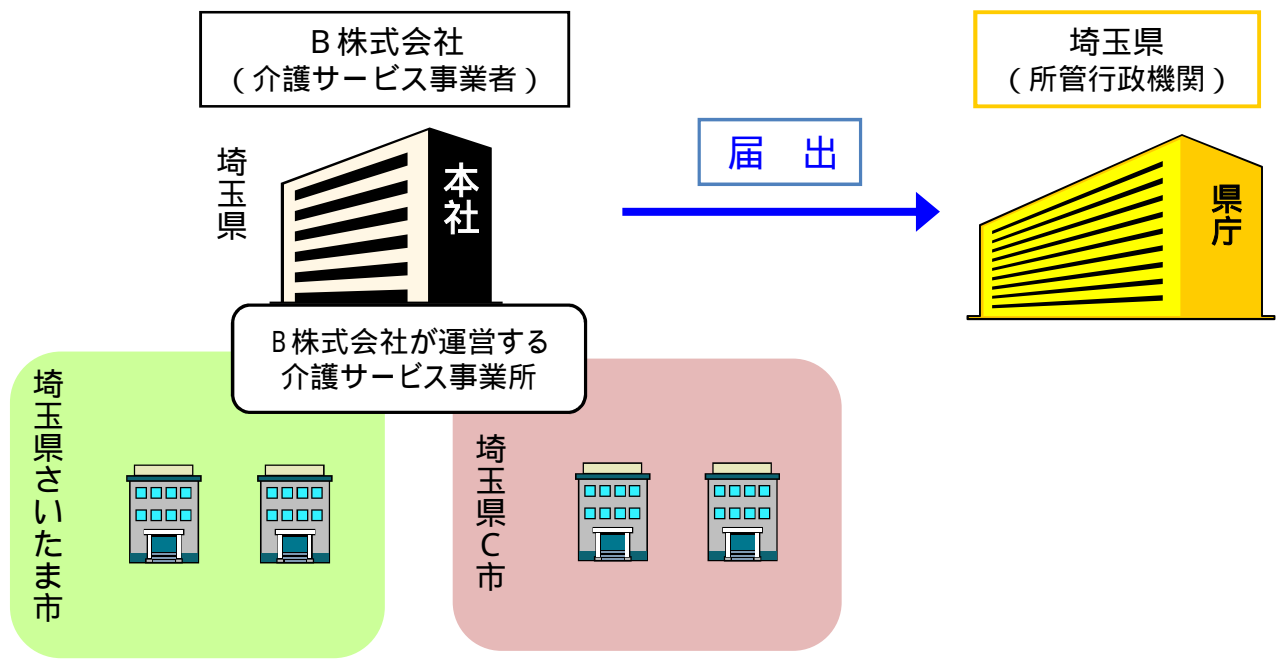 Ｂ株式会社
（介護サービス事業者）
埼玉県
（所管行政機関）
届　出
埼玉県
本社
県庁
B株式会社が運営する
介護サービス事業所
埼玉県さいたま市
埼玉県Ｃ市